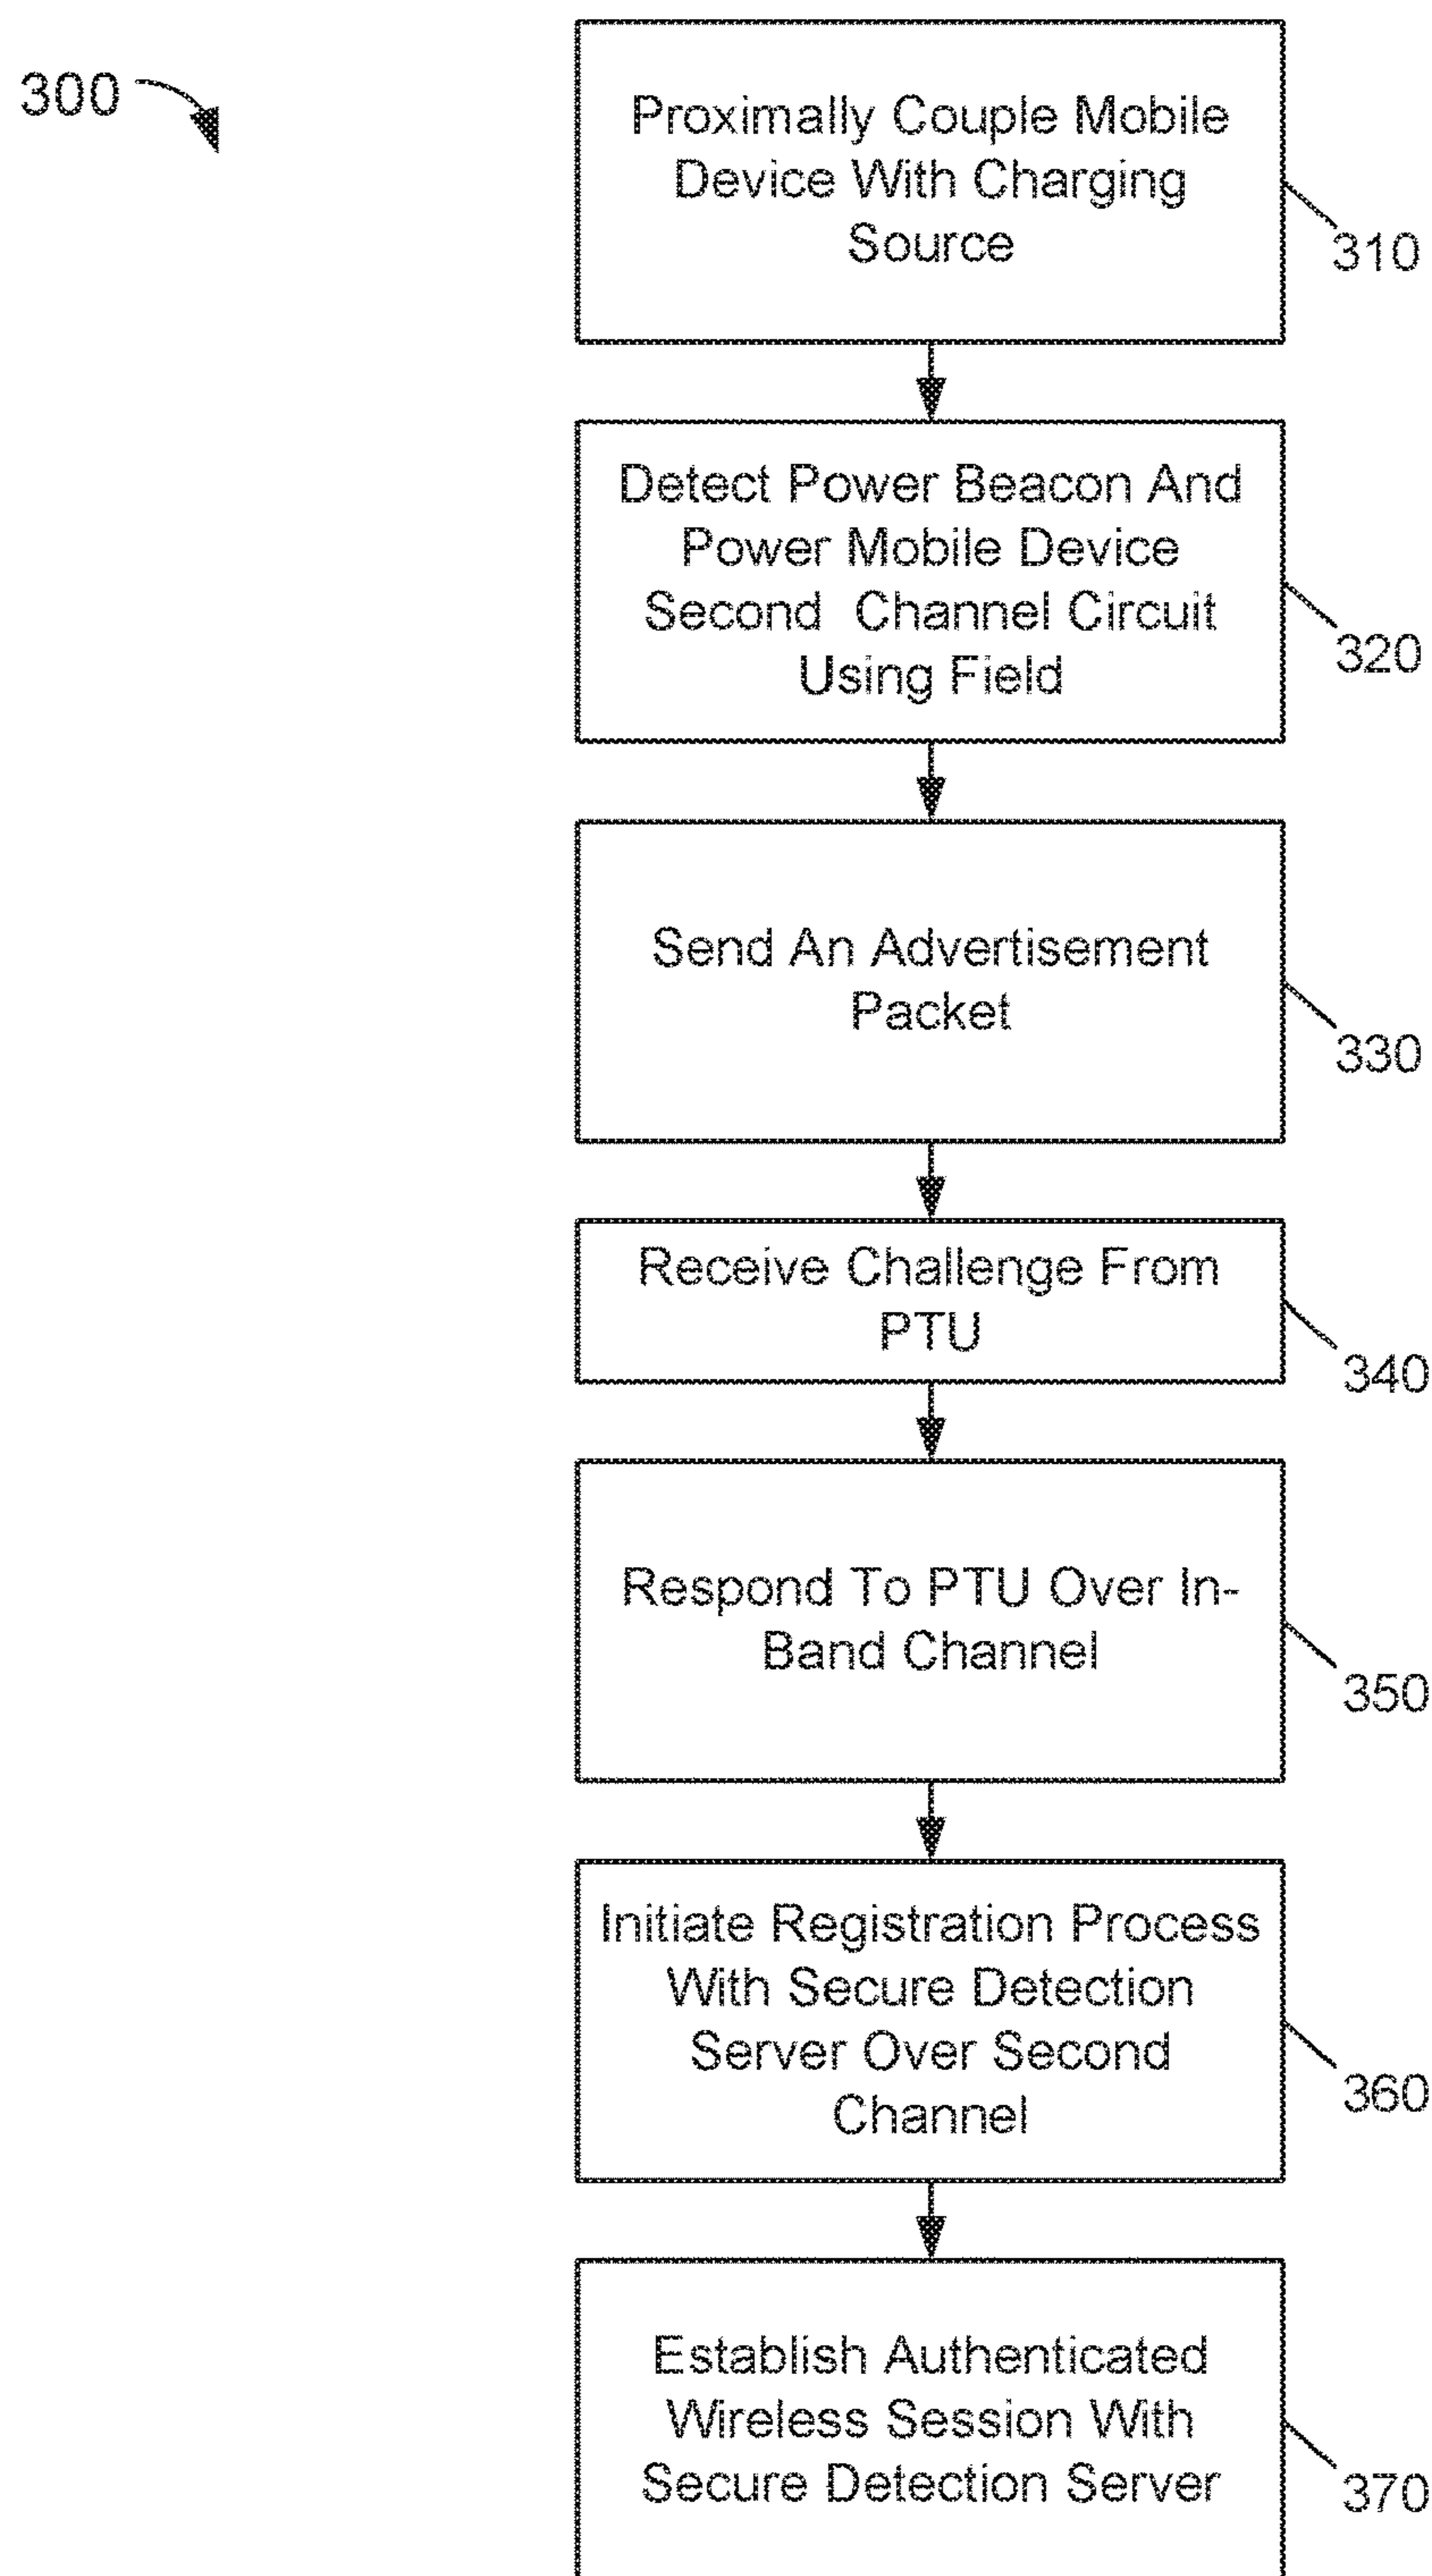 300
Proximally Couple Mobile
Device With Charging
Source
310
Detect Power Beacon And
Power Mobile Device
Second Channel Circuit
Using Field
320
Send An Advertisement
Packet
330
Receive Challenge From
PTU
340
Respond To PTU Over In-
Band Channel
350
Initiate Registration Process
With Secure Detection
Server Over Second
Channel
360
Establish Authenticated
Wireless Session With
Secure Detection Server
370